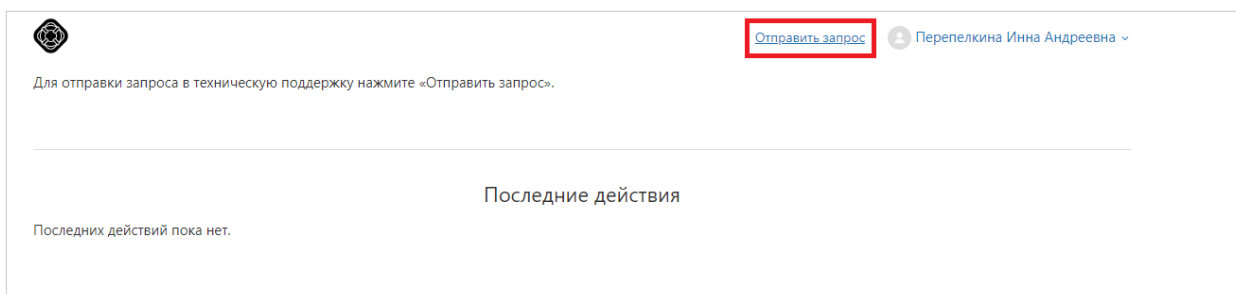 Отправить запрос Перепелкина Инна Андреевна
Для отправки запроса в техническую поддержку нажмите «Отправить запрос».
Последние действия
Последних действий пока нет.